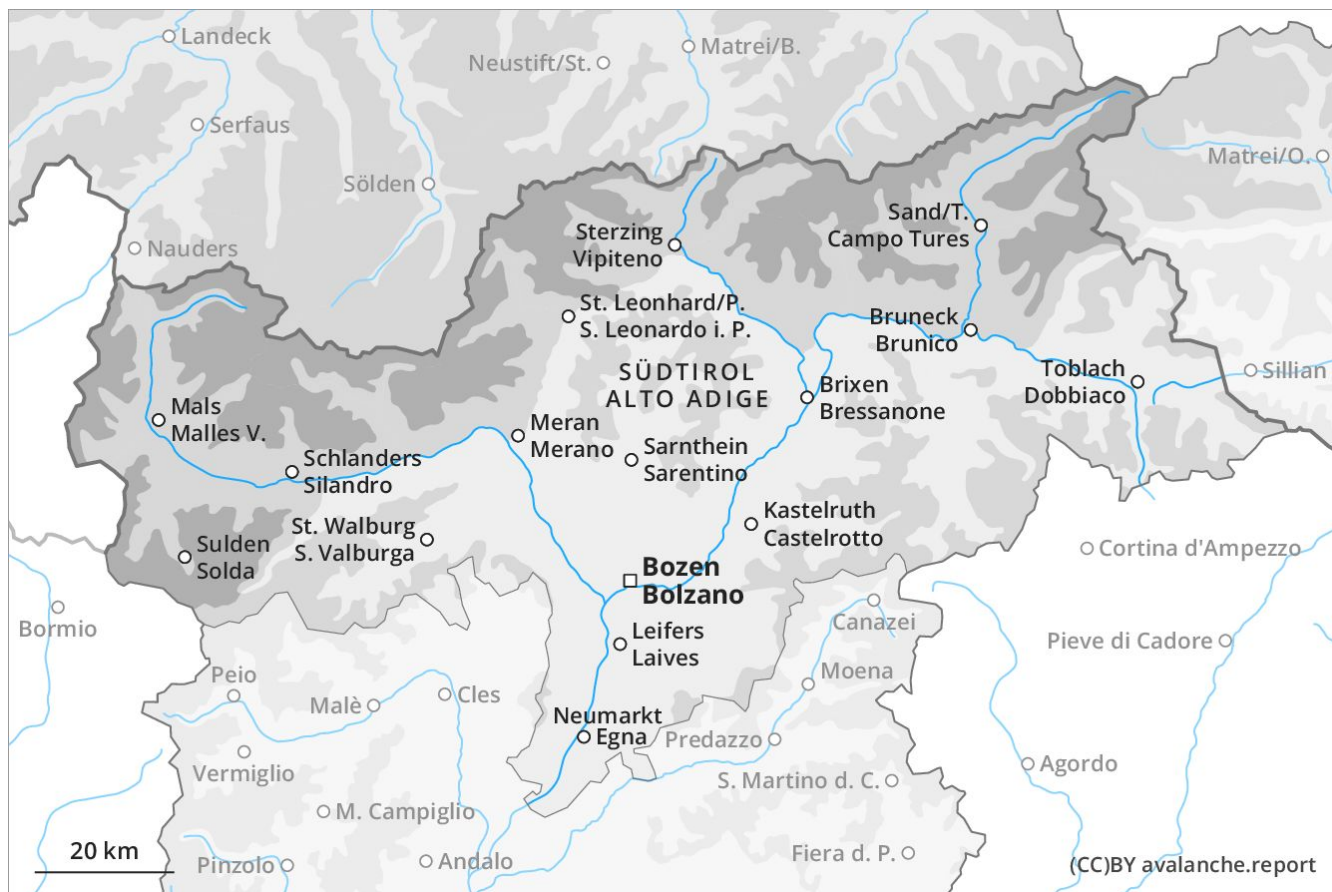 Landeck
Matrei/B.
Neustift/St.
Serfaus
Matrei/O.
Sölden
Sand/T.
Campo Tures
Sterzing
Vipiteno
Nauders
St. Leonhard/P.
S. Leonardo i. P.
Bruneck
Brunico
SÜDTIROL
ALTO ADIGE
Toblach
Dobbiaco
Sillian
Brixen
Bressanone
Mals
Malles V.
Meran
Merano
Sarnthein
Sarentino
Schlanders
Silandro
Kastelruth
Castelrotto
St. Walburg
S. Valburga
Sulden
Solda
Cortina d'Ampezzo
Bozen
Bolzano
Bormio
Canazei
Leifers
Laives
Pieve di Cadore
Peio
Malè
Cles
Moena
Neumarkt
Egna
Predazzo
Vermiglio
Agordo
S. Martino d. C.
M. Campiglio
20 km
Pinzolo
Andalo
Fiera d. P.
(CC)BY avalanche.report